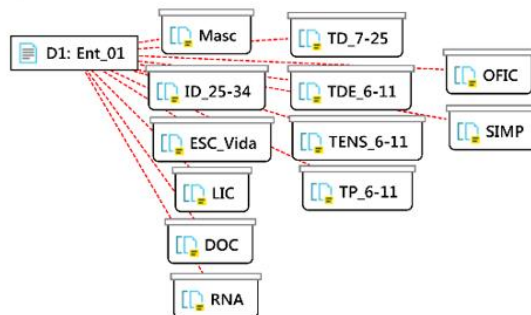 Masc
TD_7-25
D1: Ent_01
OFIC
ID_25-34
TDE_6-11
SIMP
ESC_Vida
TENS_6-11
LIC
TP_6-11
DOC
RNA